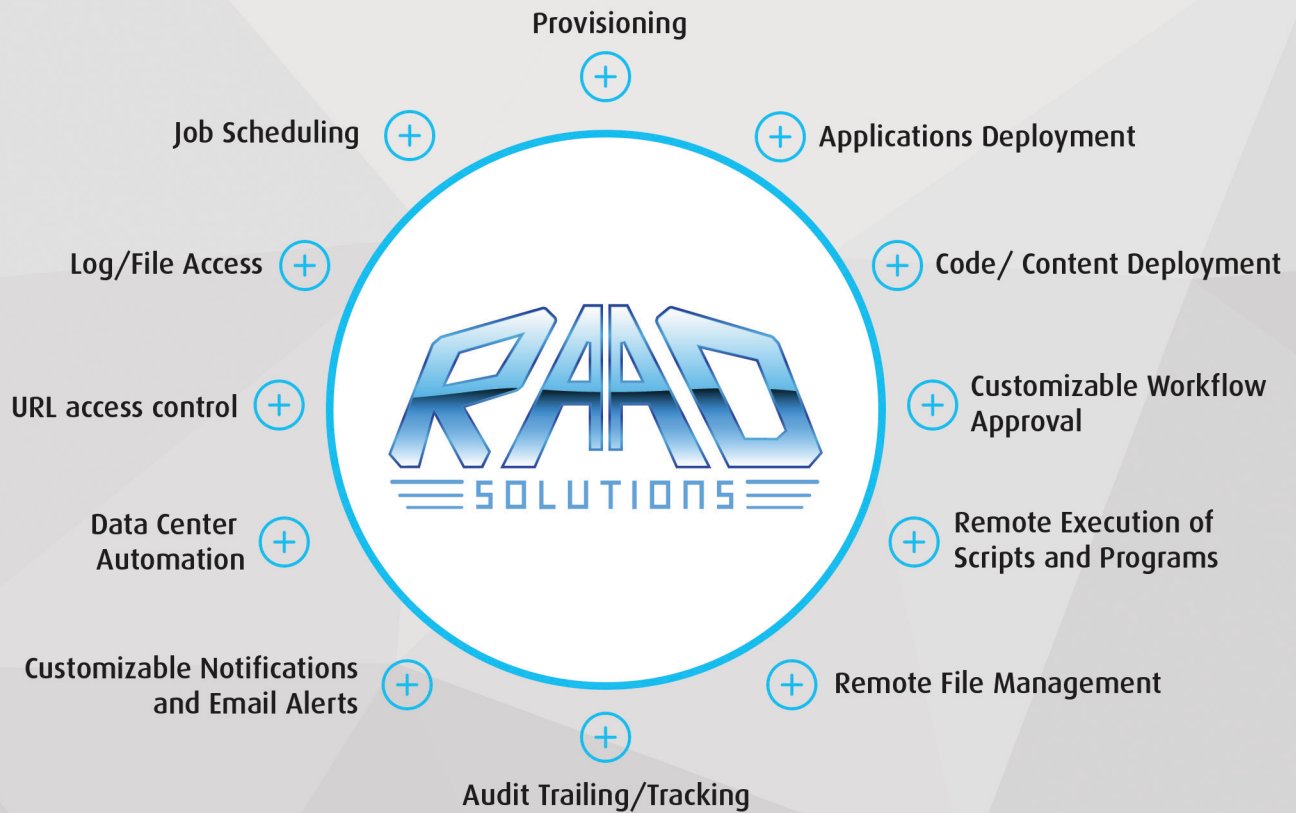 Provisioning
Job Scheduling
Applications Deployment
Log/File Access
Code/ Content Deployment
RAAD
SOLUTIONS
URL access control
Customizable Workflow
Approval
Data Center
Automation
Remote Execution of
Scripts and Programs
Customizable Notifications
and Email Alerts
Remote File Management
Audit Trailing/Tracking